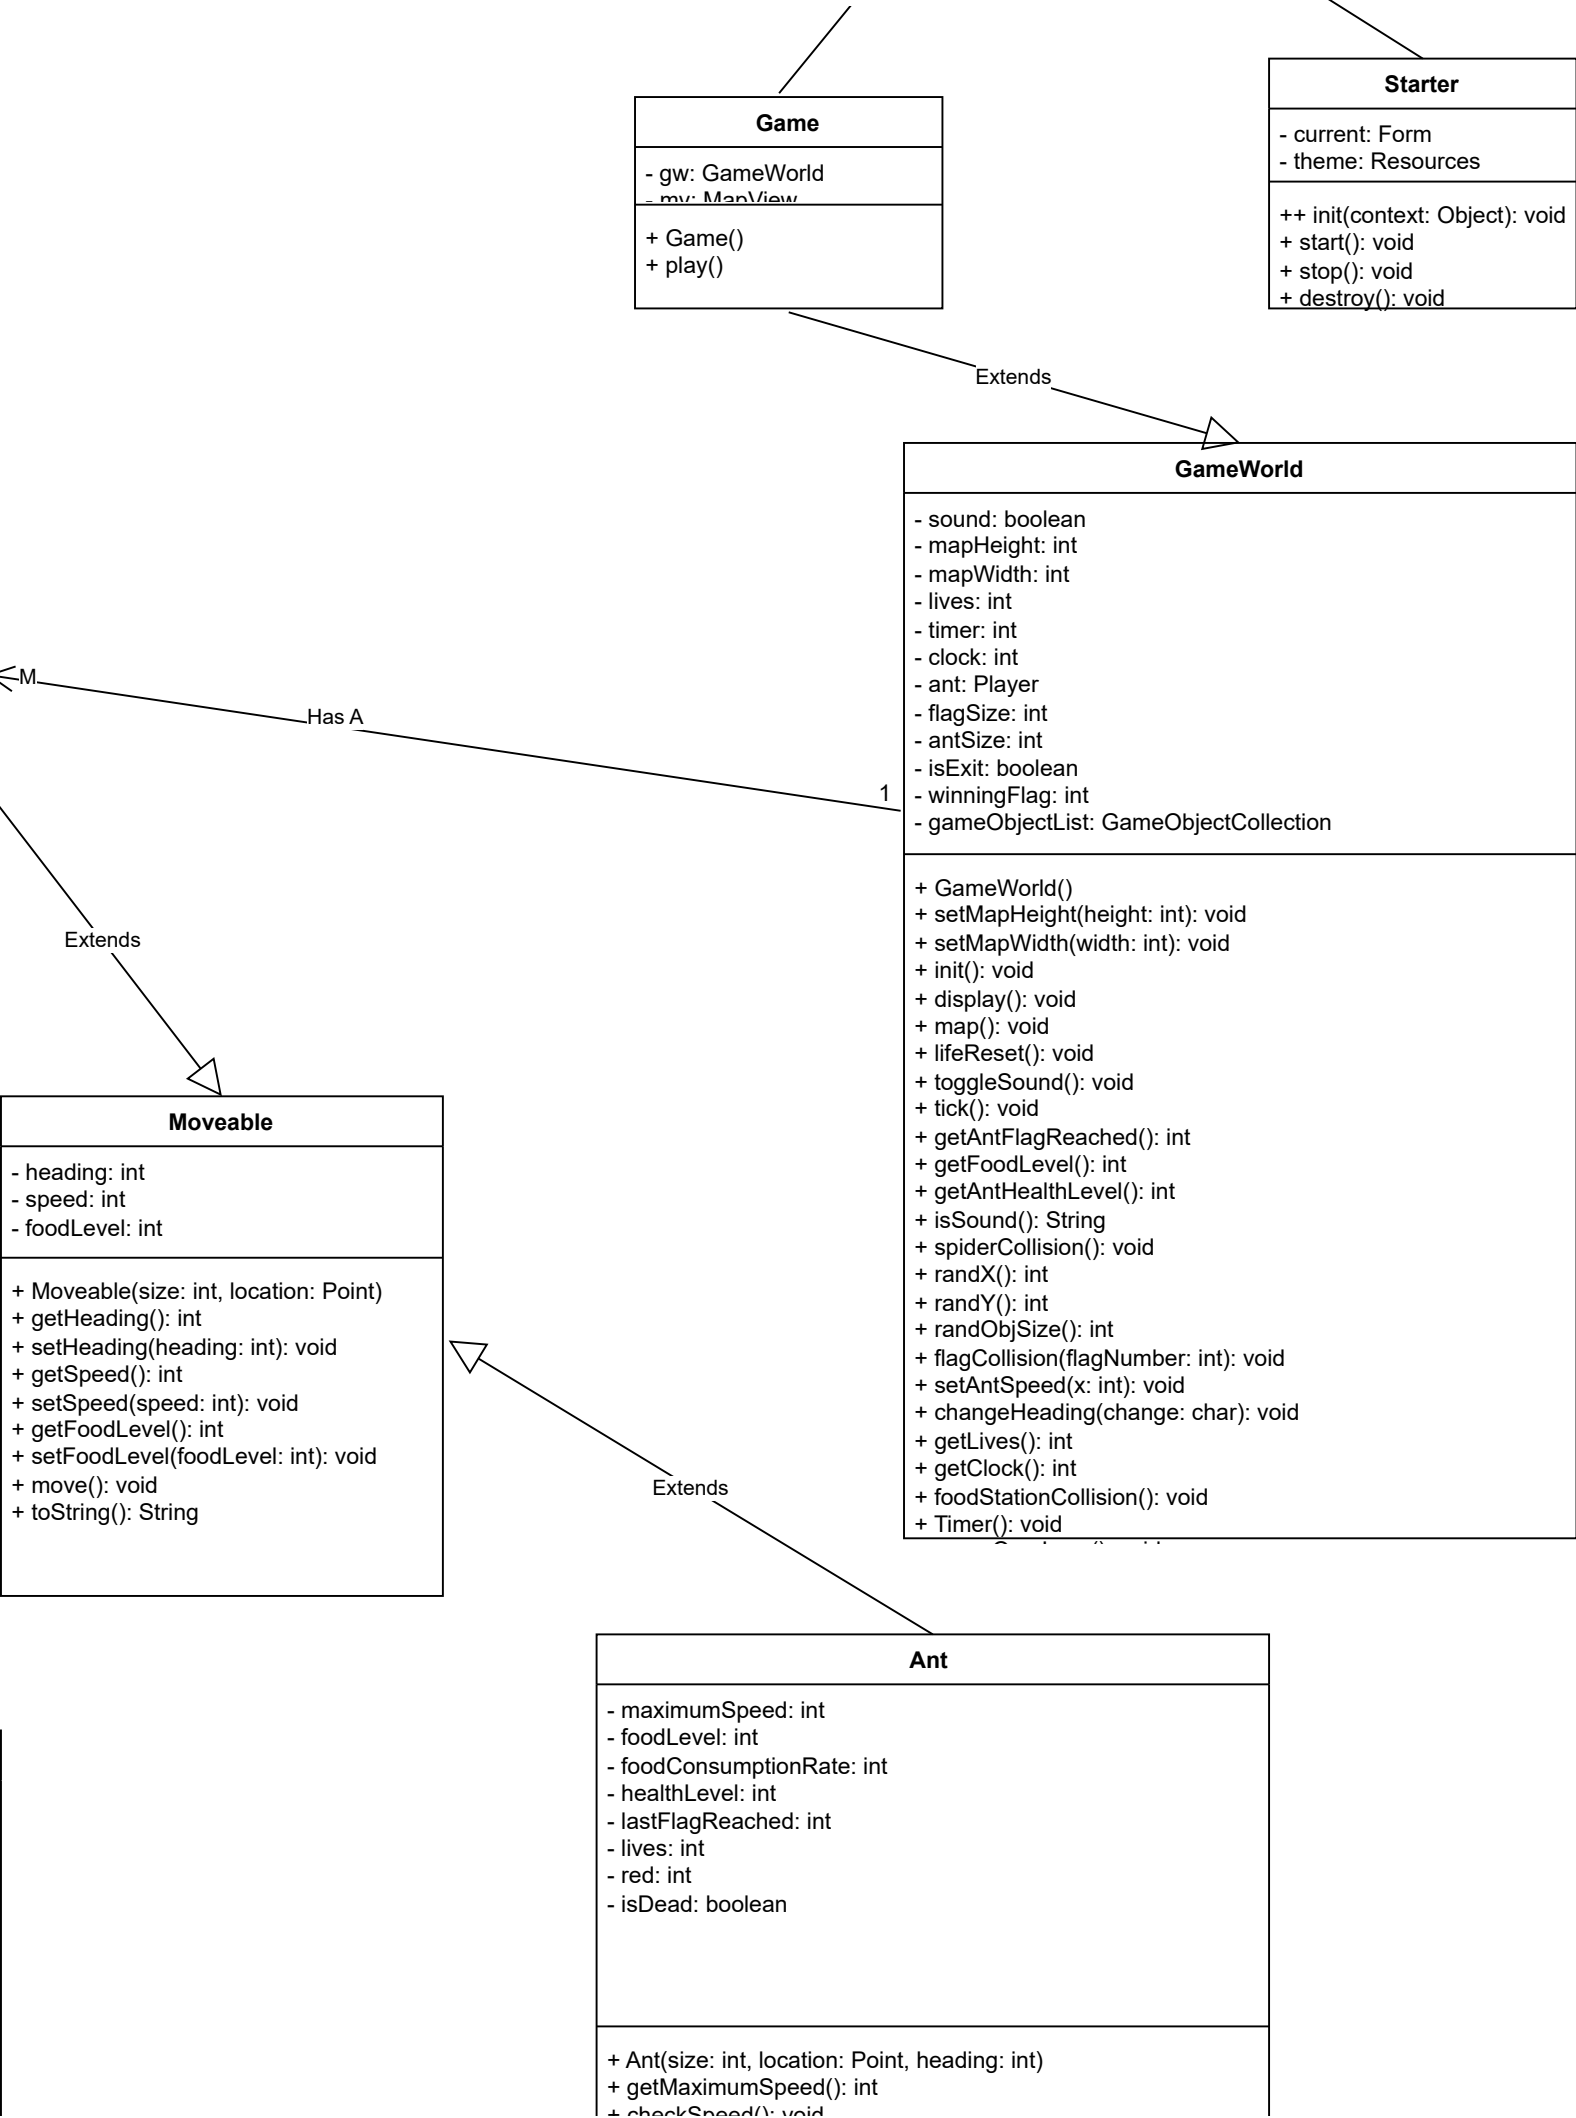 Game
- gw: GameWorld
- mv: MapView
+ Game()
+ play()
Starter
- current: Form
- theme: Resources
++ init(context: Object): void
+ start(): void
+ stop(): void
+ destroy(): void
Extends
GameWorld
- sound: boolean
- mapHeight: int
- mapWidth: int
- lives: int
- timer: int
- clock: int
- ant: Player
- flagSize: int
- antSize: int
- isExit: boolean
- winningFlag: int
- gameObjectList: GameObjectCollection
+ GameWorld()
+ setMapHeight(height: int): void
+ setMapWidth(width: int): void
+ init(): void
+ display(): void
+ map(): void
+ lifeReset(): void
+ toggleSound(): void
+ tick(): void
+ getAntFlagReached(): int
+ getFoodLevel(): int
+ getAntHealthLevel(): int
+ isSound(): String
+ spiderCollision(): void
+ randX(): int
+ randY(): int
+ randObjSize(): int
+ flagCollision(flagNumber: int): void
+ setAntSpeed(x: int): void
+ changeHeading(change: char): void
+ getLives(): int
+ getClock(): int
+ foodStationCollision(): void
+ Timer(): void
M
Has A
1
Extends
Moveable
- heading: int
- speed: int
- foodLevel: int
+ Moveable(size: int, location: Point)
+ getHeading(): int
+ setHeading(heading: int): void
+ getSpeed(): int
+ setSpeed(speed: int): void
+ getFoodLevel(): int
+ setFoodLevel(foodLevel: int): void
+ move(): void
+ toString(): String
Extends
Ant
- maximumSpeed: int
- foodLevel: int
- foodConsumptionRate: int
- healthLevel: int
- lastFlagReached: int
- lives: int
- red: int
- isDead: boolean
+ Ant(size: int, location: Point, heading: int)
+ getMaximumSpeed(): int
+ checkSpeed(): void